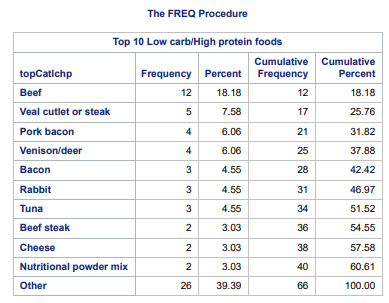 The FREQ Procedure
Top 10 Low carb/High protein foods
topCatlchp Frequency Percent Cumulative Frequency Cumulative Percent
Beef 12 18.18 12 18.18
Veal cutlet or steak 5 7.58 17 25.76
Pork bacon 4 6.06 21 31.82
Venison/deer 4 6.06 25 37.88
Bacon 3 4.55 28 42.42
Rabbit 3 4.55 31 46.97
Tuna 3 4.55 34 51.52
Beef steak 2 3.03 36 54.55
Cheese 2 3.03 38 57.58
Nutritional powder mix 2 3.03 40 60.61
Other 26 39.39 66 100.00